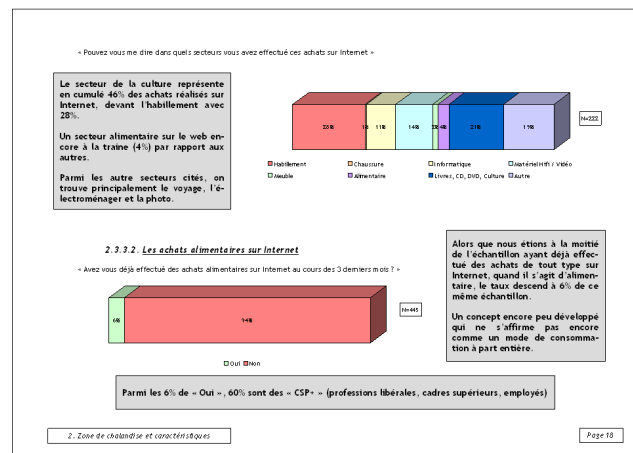 « Pouvez vous me dire dans quels secteurs vous avez effectué ces achats sur Internet »
Le secteur de la culture représente
en cumulé 46% des achats réalisés sur
Internet, devant l'habillement avec
28%.
Un secteur alimentaire sur le web en-
core à la traine (4%) par rapport aux
autres.
Parmi les autre secteurs cités, on
trouve principalement le voyage, l'é-
lectroménager et la photo.
11%
14%
4%
21%
19%
N=222
Habillement
Chaussure
Informatique
Matériel Hifi / Vidéo
Meuble
Alimentaire
Livres, CD, DVD, Culture
Autre
2.3.3.2. Les achats alimentaires sur Internet
« Avez vous déjà effectué des achats alimentaires sur Internet au cours des 3 derniers mois ? »
6%
94%
N=445
Oui
Non
Alors que nous étions à la moitié
de l'échantillon ayant déjà effec-
tué des achats de tout type sur
Internet, quand il s'agit d'alimen-
taire, le taux descend à 6% de ce
même échantillon.
Un concept encore peu développé
qui ne s'affirme pas encore
comme un mode de consomma-
tion à part entière.
Parmi les 6% de « Oui », 60% sont des « CSP+ » (professions libérales, cadres supérieurs, employés)
2. Zone de chalandise et caractéristiques
Page 18